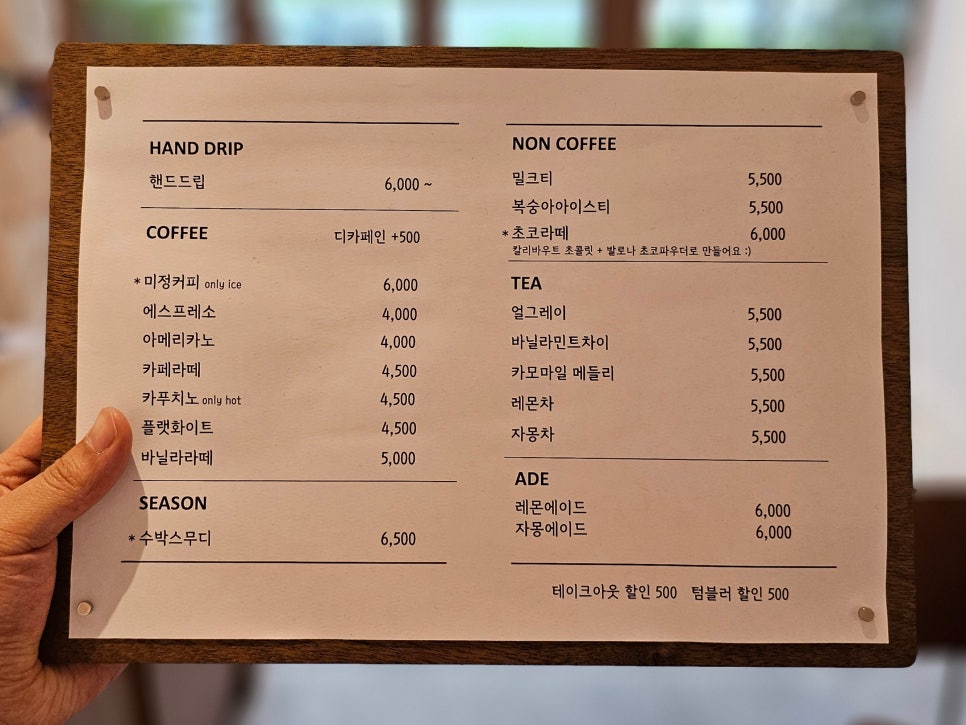 HAND DRIP
핸드드립 6,000 ~
COFFEE 디카페인 +500
*미정커피 only ice 6,000
에스프레소 4,000
아메리카노 4,000
카페라떼 4,500
카푸치노 only hot 4,500
플랫화이트 4,500
바닐라라떼 5,000
SEASON
*수박스무디 6,500
NON COFFEE
밀크티 5,500
복숭아아이스티 5,500
*초코라떼 6,000
칼리바우트 초콜릿 + 발로나 초코파우더로 만들어요 :)
TEA
얼그레이 5,500
바닐라민트차이 5,500
카모마일 메들리 5,500
레몬차 5,500
자몽차 5,500
ADE
레몬에이드 6,000
자몽에이드 6,000
테이크아웃 할인 500 텀블러 할인 500